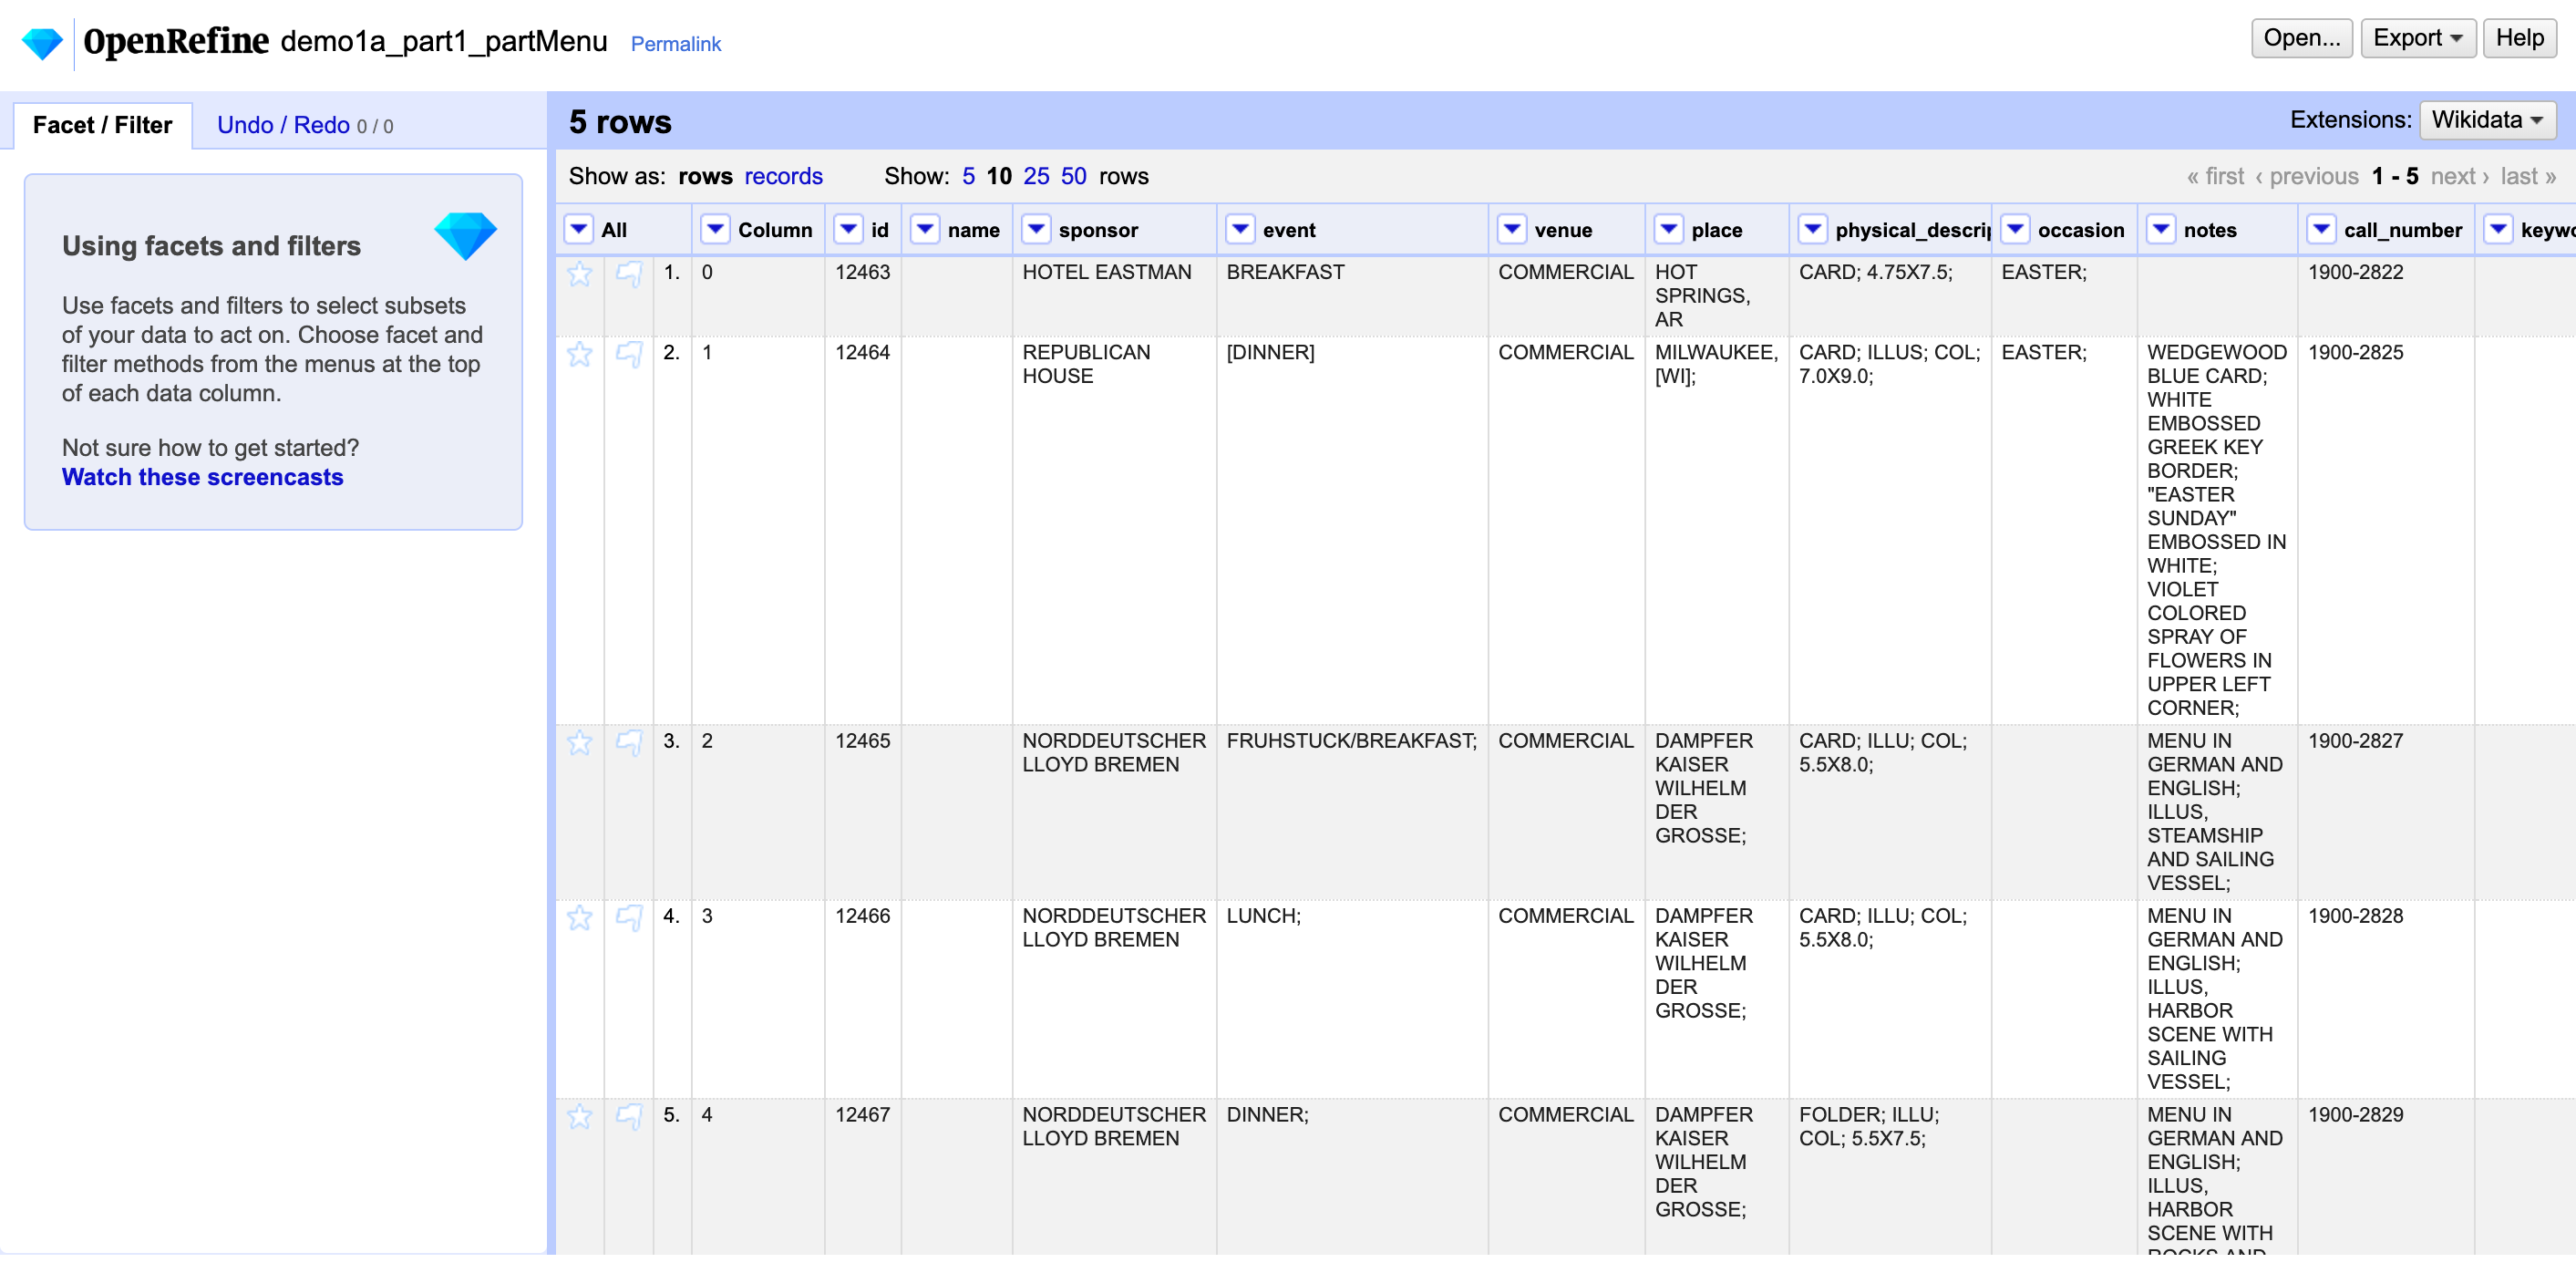 OpenRefine demo1a_part1_partMenu Permalink
Open... Export Help
Facet / Filter Undo / Redo 0 / 0
5 rows
Extensions: Wikidata
Using facets and filters
Use facets and filters to select subsets
of your data to act on. Choose facet and
filter methods from the menus at the top
of each data column.
Not sure how to get started?
Watch these screencasts
Show as: rows records Show: 5 10 25 50 rows
« first ‹ previous 1 - 5 next › last »
All Column id name sponsor event venue place physical_descrip occasion notes call_number keywo
1. 0 12463 HOTEL EASTMAN BREAKFAST COMMERCIAL HOT CARD; 4.75X7.5; EASTER; 1900-2822
SPRINGS,
AR
2. 1 12464 REPUBLICAN [DINNER] COMMERCIAL MILWAUKEE, CARD; ILLUS; COL; EASTER; WEDGEWOOD 1900-2825
HOUSE [WI]; 7.0X9.0; BLUE CARD;
WHITE
EMBOSSED
GREEK KEY
BORDER;
"EASTER
SUNDAY"
EMBOSSED IN
WHITE;
VIOLET
COLORED
SPRAY OF
FLOWERS IN
UPPER LEFT
CORNER;
3. 2 12465 NORDDEUTSCHER FRUHSTUCK/BREAKFAST; COMMERCIAL DAMPFER CARD; ILLU; COL; MENU IN 1900-2827
LLOYD BREMEN KAISER 5.5X8.0; GERMAN AND
WILHELM ENGLISH;
DER ILLUS,
GROSSE; STEAMSHIP
AND SAILING
VESSEL;
4. 3 12466 NORDDEUTSCHER LUNCH; COMMERCIAL DAMPFER CARD; ILLU; COL; MENU IN 1900-2828
LLOYD BREMEN KAISER 5.5X8.0; GERMAN AND
WILHELM ENGLISH;
DER ILLUS,
GROSSE; HARBOR
SCENE WITH
SAILING
VESSEL;
5. 4 12467 NORDDEUTSCHER DINNER; COMMERCIAL DAMPFER FOLDER; ILLU; MENU IN 1900-2829
LLOYD BREMEN KAISER COL; 5.5X7.5; GERMAN AND
WILHELM ENGLISH;
DER ILLUS,
GROSSE; HARBOR
SCENE WITH
ROCKS AND